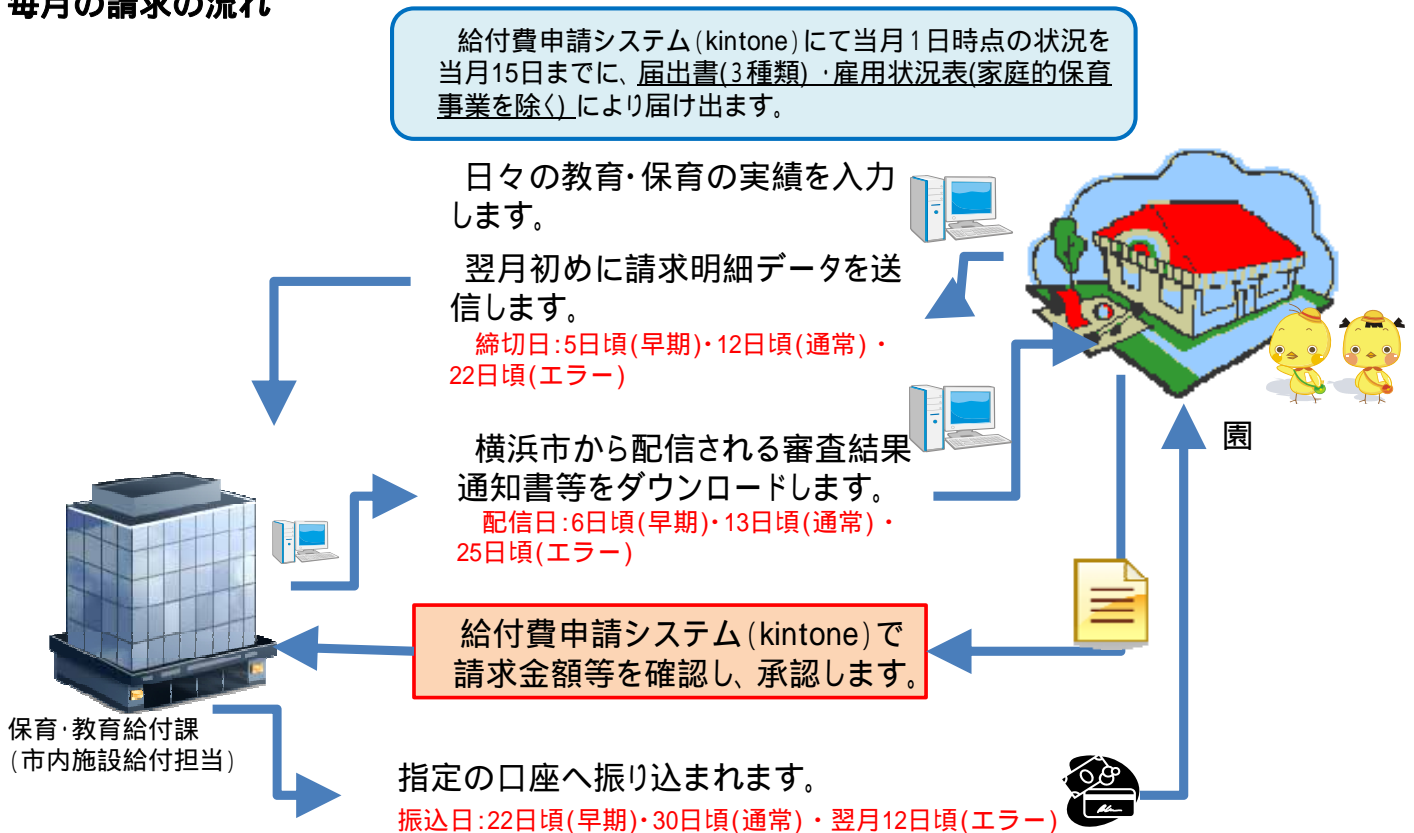 毎月の請求の流れ
給付費申請システム(kintone)にて当月1日時点の状況を
当月15日までに、届出書(3種類)・雇用状況表(家庭的保育
事業を除く)により届け出ます。
日々の教育・保育の実績を入力
します。
翌月初めに請求明細データを送
信します。
締切日:5日頃(早期)・12日頃(通常)・
22日頃(エラー)
横浜市から配信される審査結果
通知書等をダウンロードします。
配信日:6日頃(早期)・13日頃(通常)・
25日頃(エラー)
園
給付費申請システム(kintone)で
請求金額等を確認し、承認します。
保育・教育給付課
(市内施設給付担当)
指定の口座へ振り込まれます。
振込日:22日頃(早期)・30日頃(通常)・翌月12日頃(エラー)